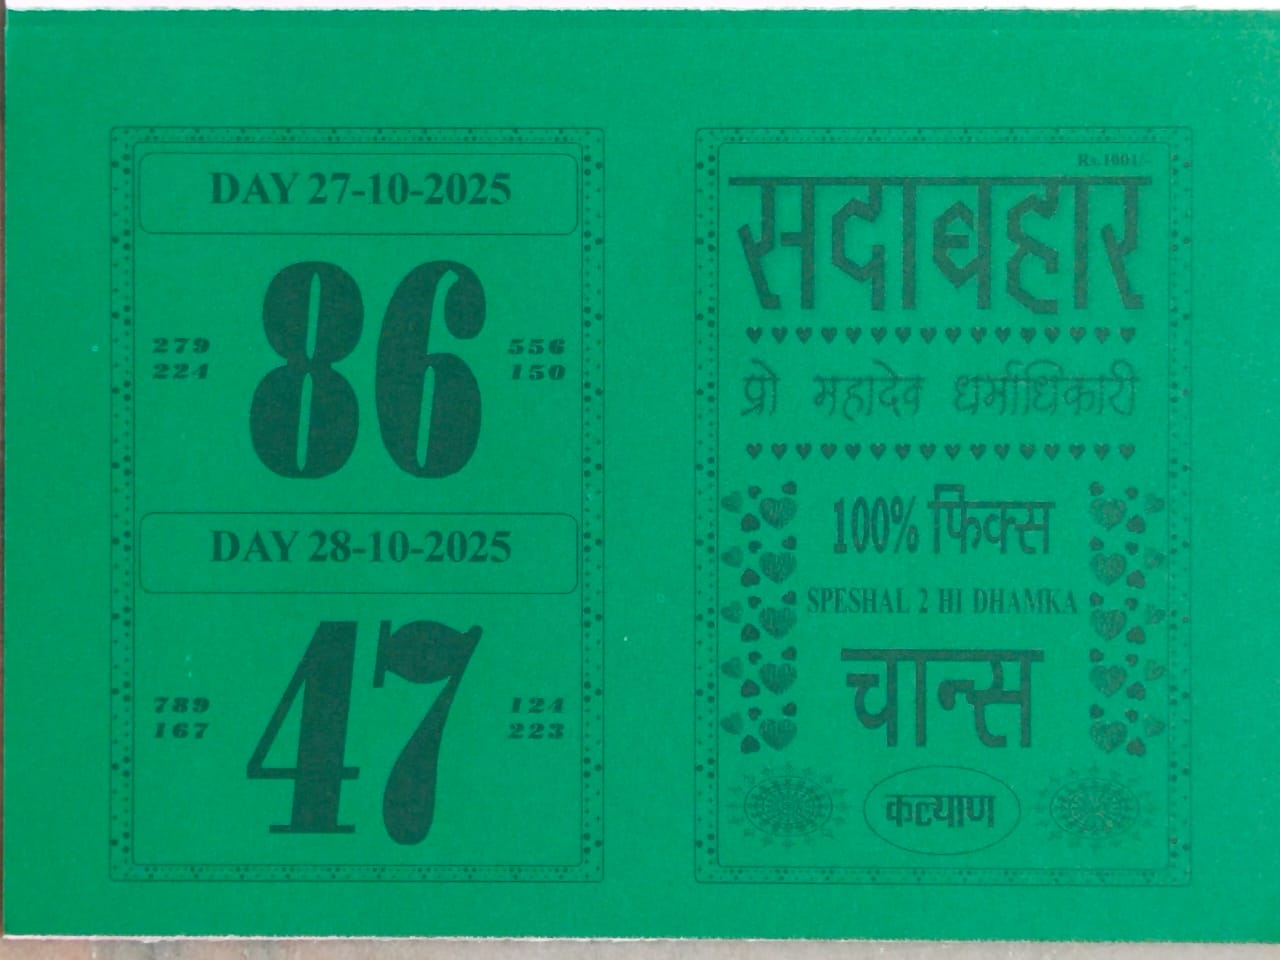 DAY 27-10-2025
86
279
224
556
150
DAY 28-10-2025
47
789
167
124
223
Rs.1001/-
सदाबहार
प्रो महादेव धर्माधिकारी
100% फिक्स
SPESHAL 2 HI DHAMKA
चान्स
कल्याण